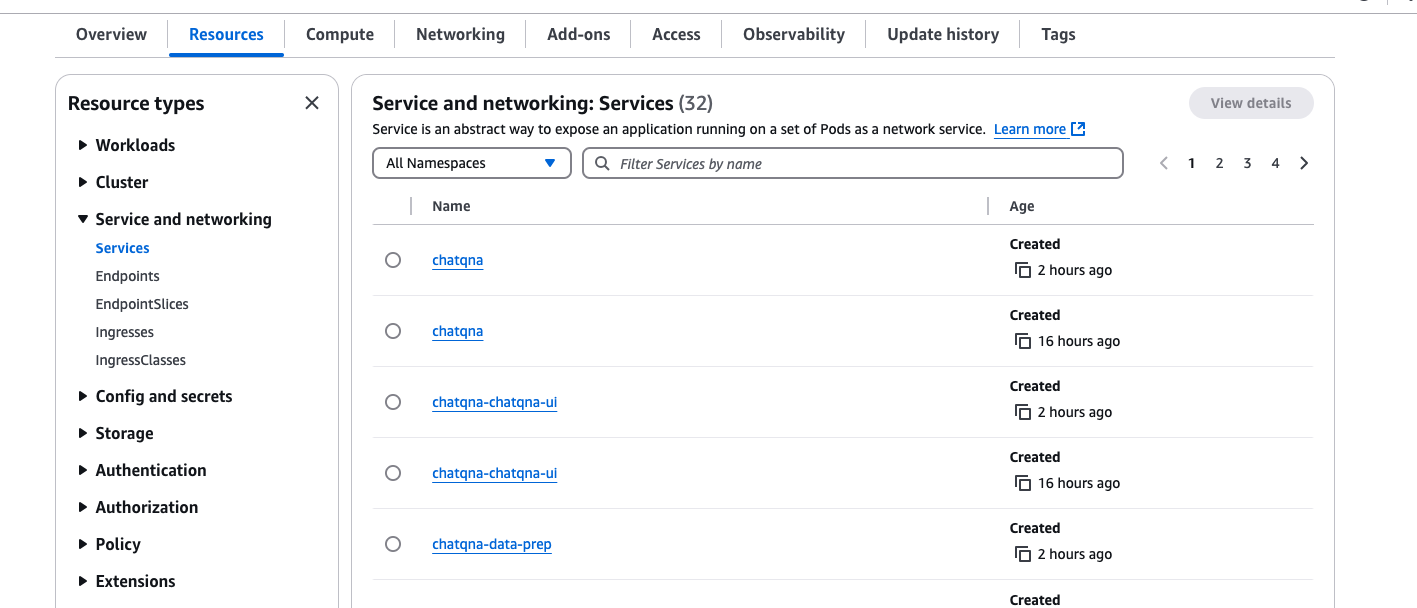 Overview
Resources
Compute
Networking
Add-ons
Access
Observability
Update history
Tags
Resource types
Workloads
Cluster
Service and networking
Services
Endpoints
EndpointSlices
Ingresses
IngressClasses
Config and secrets
Storage
Authentication
Authorization
Policy
Extensions
Service and networking: Services (32)
View details
Service is an abstract way to expose an application running on a set of Pods as a network service. Learn more
All Namespaces
Filter Services by name
1 2 3 4
Name Age
chatqna
Created
2 hours ago
chatqna
Created
16 hours ago
chatqna-chatqna-ui
Created
2 hours ago
chatqna-chatqna-ui
Created
16 hours ago
chatqna-data-prep
Created
2 hours ago
Created